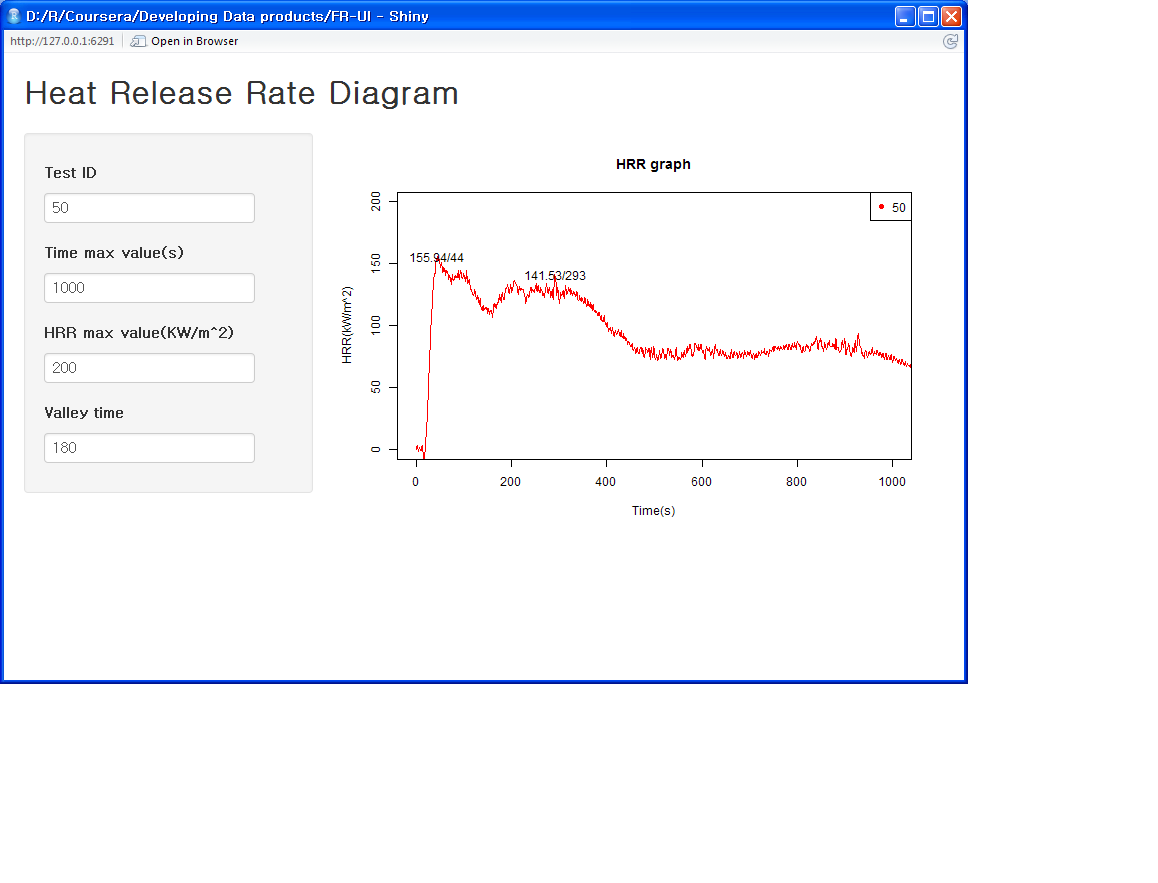 D:/R/Coursera/Developing Data products/FR-UI - Shiny
http://127.0.0.1:6291 Open in Browser
Heat Release Rate Diagram
Test ID
50
Time max value(s)
1000
HRR max value(KW/m^2)
200
Valley time
180
HRR graph
50
155.94/44
141.53/293
HRR(kW/m^2)
200
150
100
50
0
0 200 400 600 800 1000
Time(s)